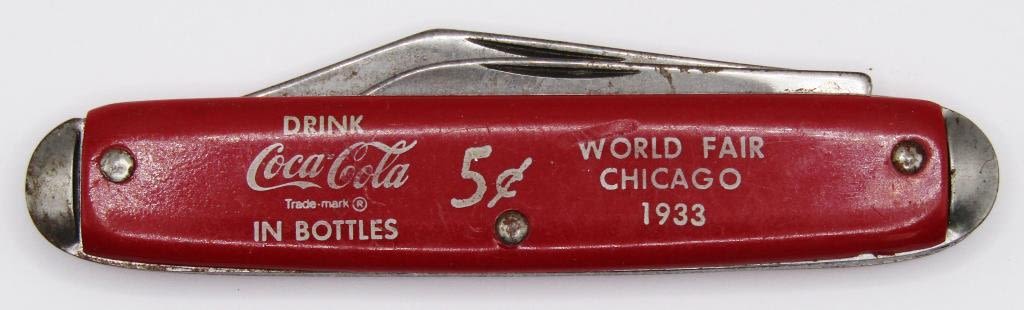 DRINK
Coca-Cola
Trade-mark ®
IN BOTTLES
5¢
WORLD FAIR
CHICAGO
1933